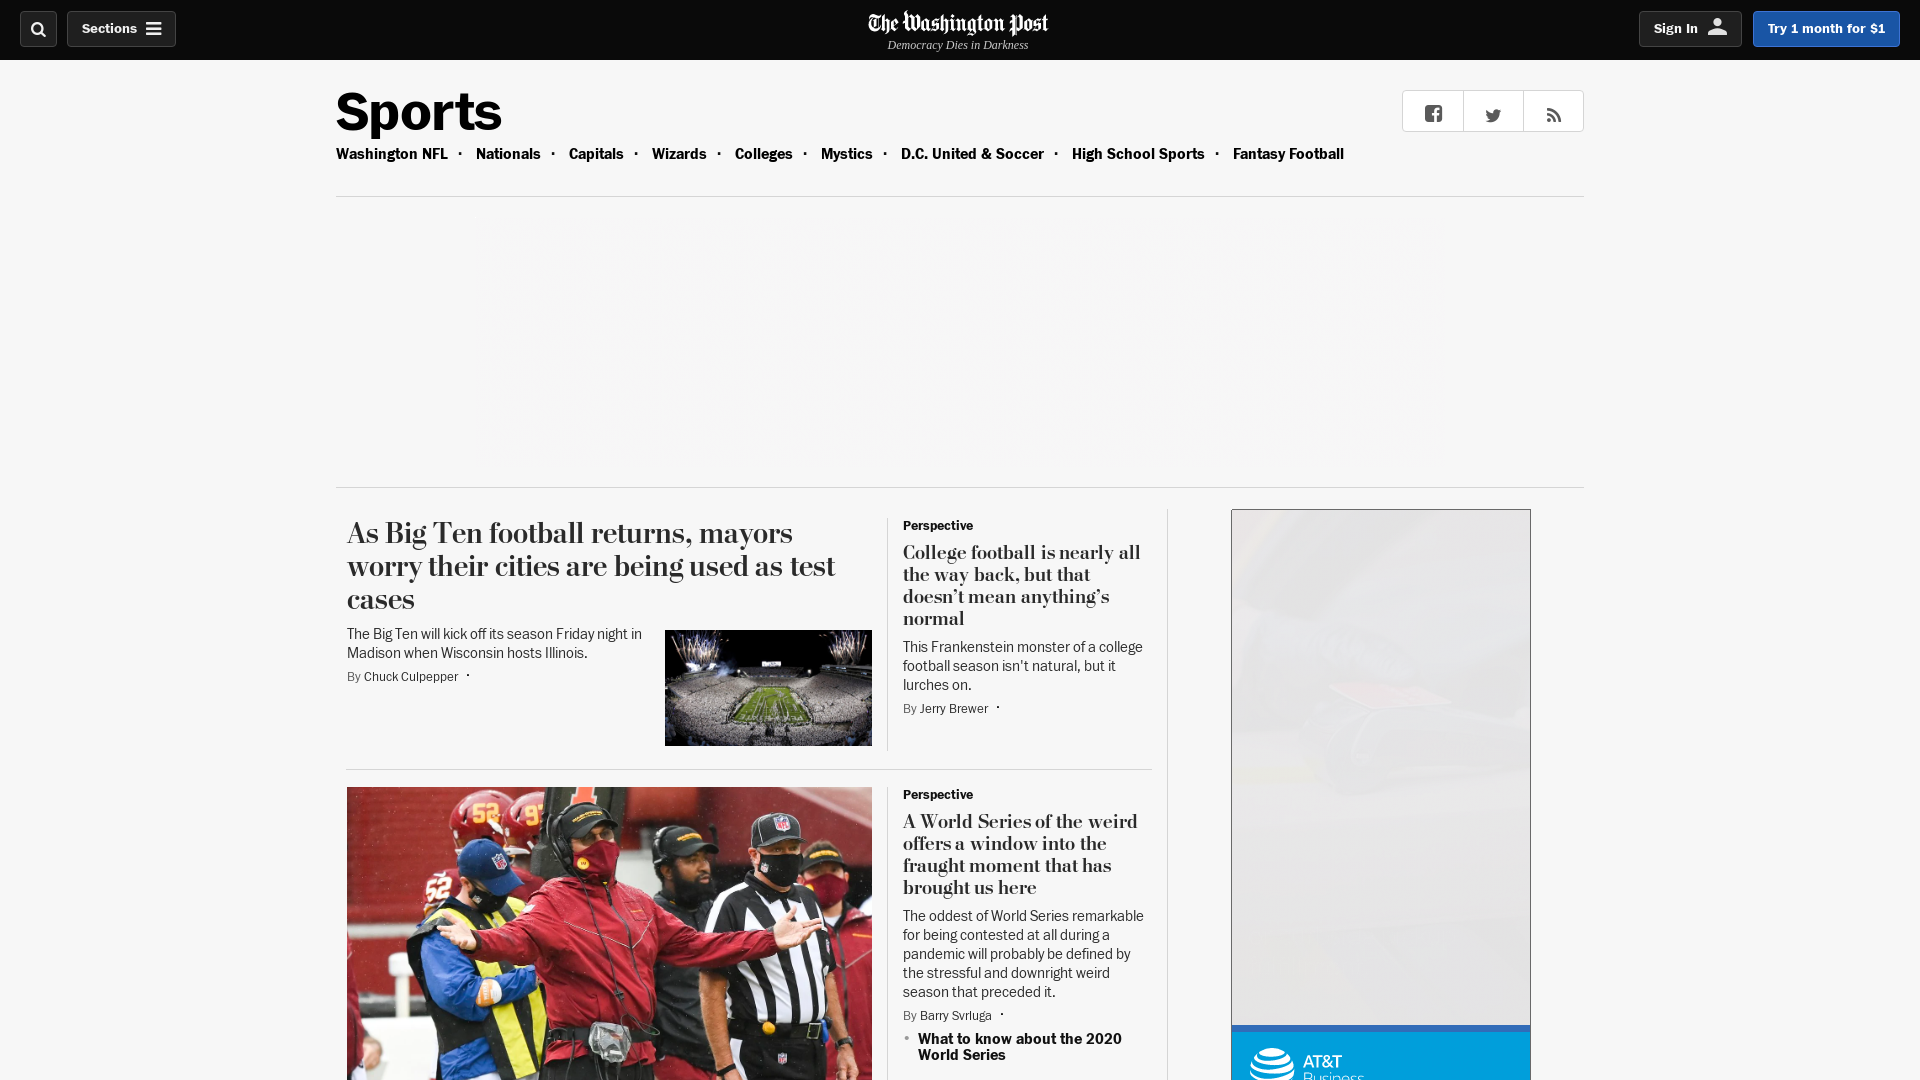 Sections
The Washington Post
Democracy Dies in Darkness
Sign In
Try 1 month for $1
Sports
Washington NFL · Nationals · Capitals · Wizards · Colleges · Mystics · D.C. United & Soccer · High School Sports · Fantasy Football
As Big Ten football returns, mayors
worry their cities are being used as test
cases
The Big Ten will kick off its season Friday night in
Madison when Wisconsin hosts Illinois.
By Chuck Culpepper ·
Perspective
College football is nearly all
the way back, but that
doesn’t mean anything’s
normal
This Frankenstein monster of a college
football season isn't natural, but it
lurches on.
By Jerry Brewer ·
52
9
52
NFL
Perspective
A World Series of the weird
offers a window into the
fraught moment that has
brought us here
The oddest of World Series remarkable
for being contested at all during a
pandemic will probably be defined by
the stressful and downright weird
season that preceded it.
By Barry Svrluga ·
• What to know about the 2020
World Series
AT&T
Business